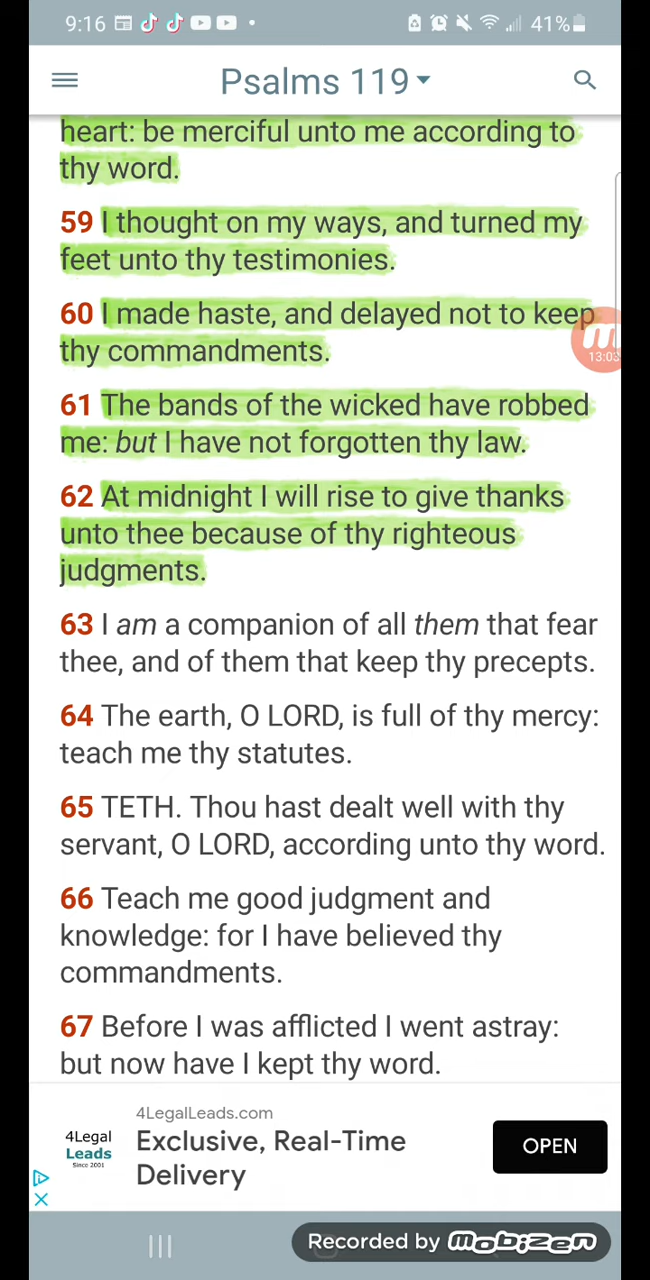 9:16 41%
Psalms 119
heart: be merciful unto me according to
thy word.
59 I thought on my ways, and turned my
feet unto thy testimonies.
60 I made haste, and delayed not to keep
thy commandments.
13:03
61 The bands of the wicked have robbed
me: but I have not forgotten thy law.
62 At midnight I will rise to give thanks
unto thee because of thy righteous
judgments.
63 I am a companion of all them that fear
thee, and of them that keep thy precepts.
64 The earth, O LORD, is full of thy mercy:
teach me thy statutes.
65 TETH. Thou hast dealt well with thy
servant, O LORD, according unto thy word.
66 Teach me good judgment and
knowledge: for I have believed thy
commandments.
67 Before I was afflicted I went astray:
but now have I kept thy word.
4LegalLeads.com
4Legal
Leads
Since 2001
Exclusive, Real-Time
Delivery
OPEN
Recorded by mobizen